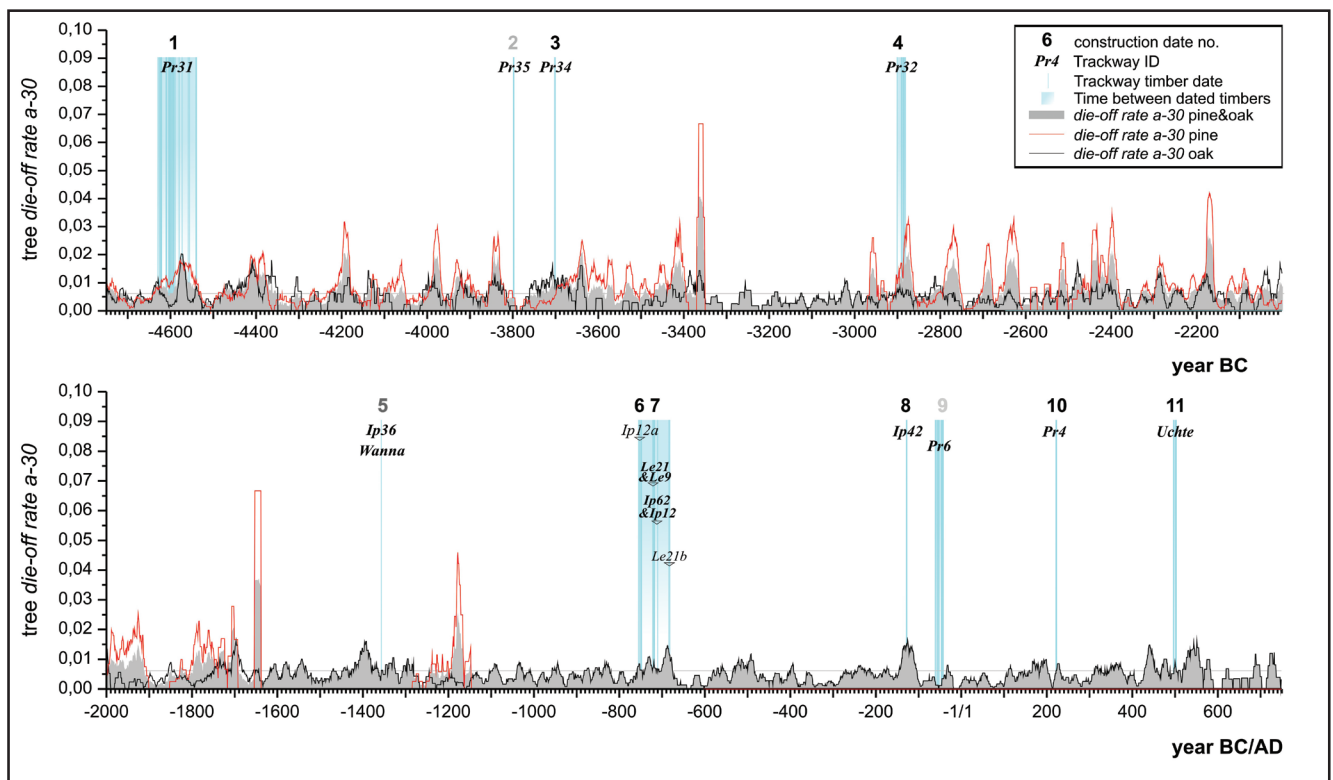 0,10
0,09
0,08
0,07
0,06
0,05
0,04
0,03
0,02
0,01
0,00
tree die-off rate a-30
1 2 3 4
Pr31 Pr35 Pr34 Pr32
6 construction date no.
Pr4 Trackway ID
Trackway timber date
Time between dated timbers
die-off rate a-30 pine&oak
die-off rate a-30 pine
die-off rate a-30 oak
-4600 -4400 -4200 -4000 -3800 -3600 -3400 -3200 -3000 -2800 -2600 -2400 -2200
year BC
0,10
0,09
0,08
0,07
0,06
0,05
0,04
0,03
0,02
0,01
0,00
tree die-off rate a-30
5 6 7 8 9 10 11
Ip36 Ip12a Ip42 Pr6 Pr4 Uchte
Wanna
Le21
&Le9
Ip62
&Ip12
Le21b
-2000 -1800 -1600 -1400 -1200 -1000 -800 -600 -400 -200 -1/1 200 400 600
year BC/AD